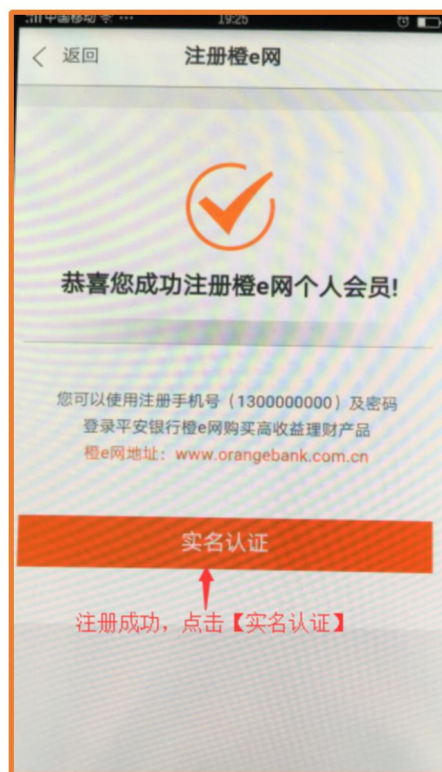 中国移动 19:25
返回 注册橙e网
恭喜您成功注册橙e网个人会员!
您可以使用注册手机号（1300000000）及密码
登录平安银行橙e网购买高收益理财产品
橙e网地址：www.orangebank.com.cn
实名认证
注册成功，点击【实名认证】